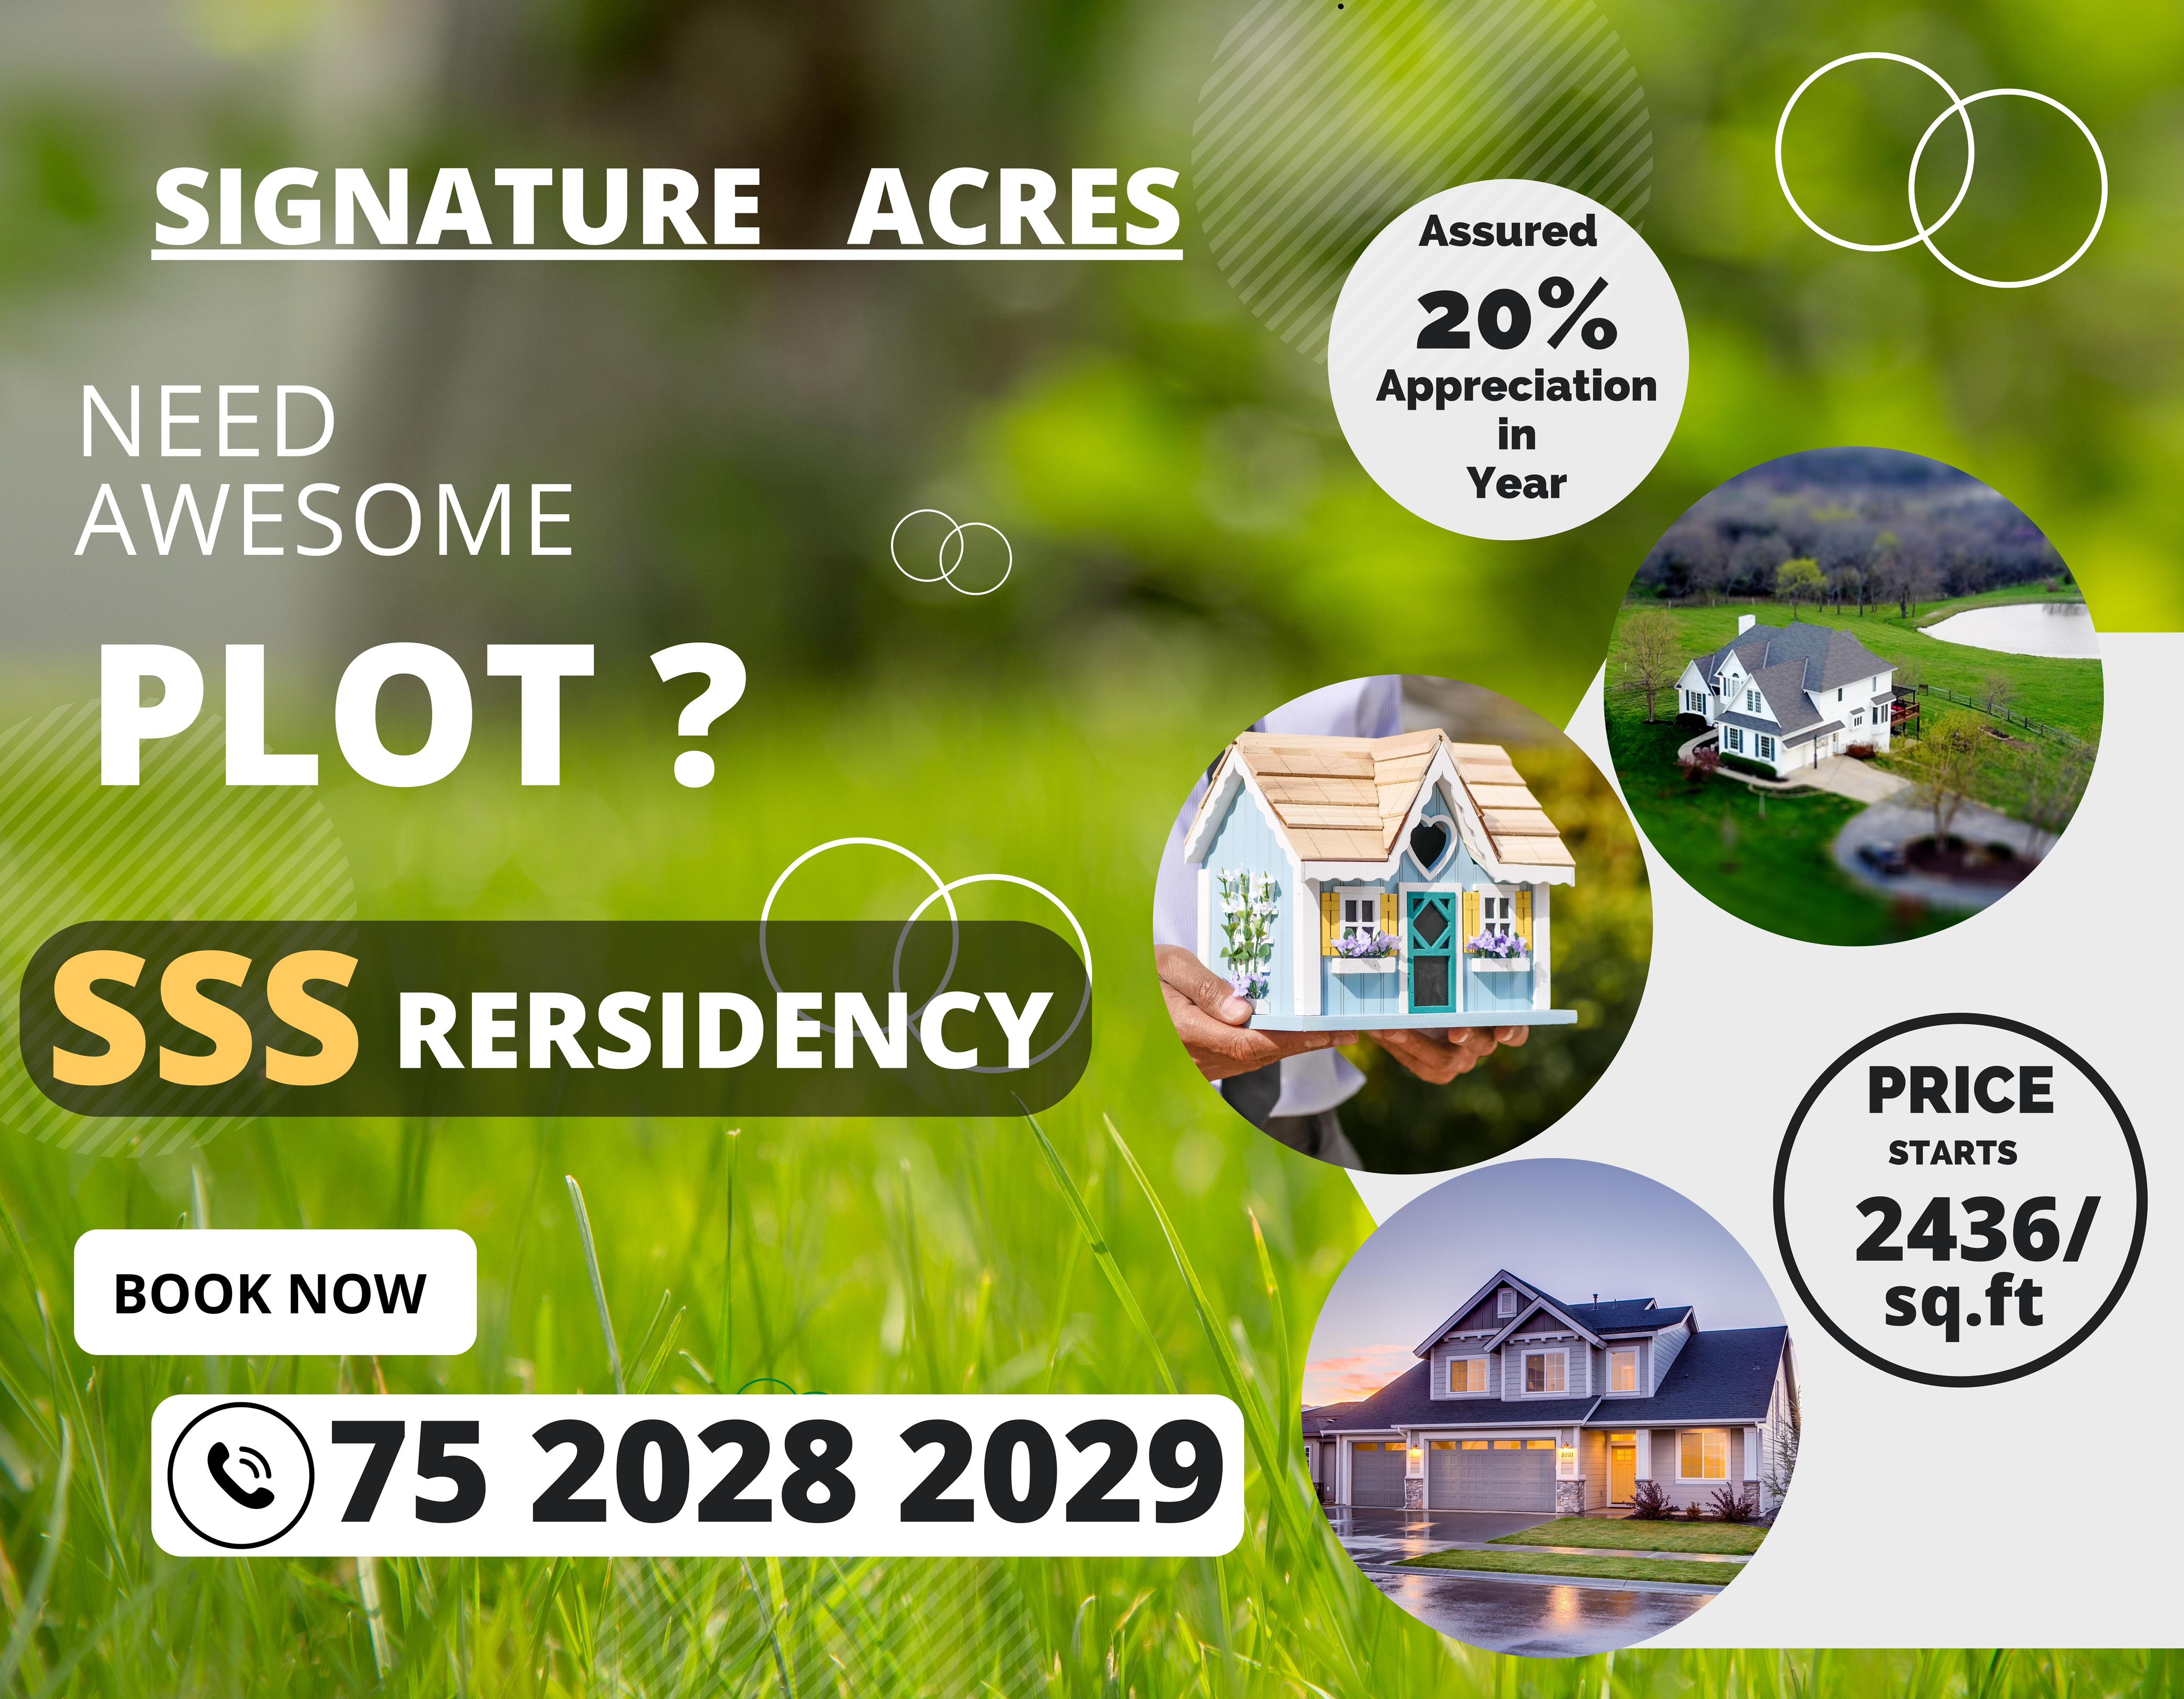 SIGNATURE ACRES
Assured
20%
Appreciation
in
Year
NEED
AWESOME
PLOT ?
SSS RERSIDENCY
PRICE
STARTS
2436/
sq.ft
BOOK NOW
75 2028 2029